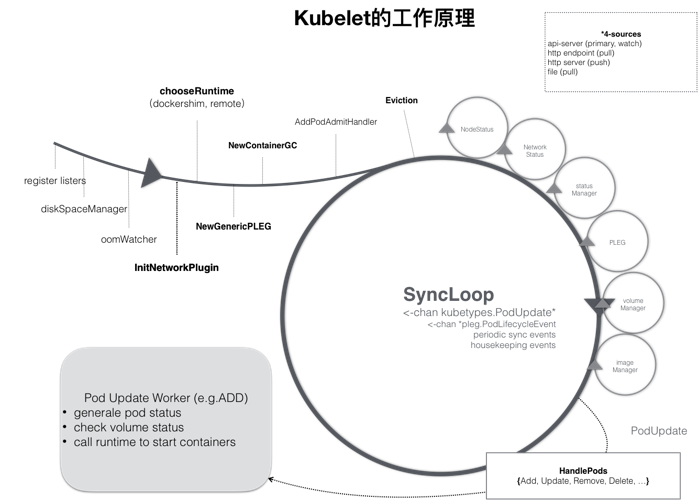 Kubelet的工作原理
*4-sources
api-server (primary, watch)
http endpoint (pull)
http server (push)
file (pull)
chooseRuntime
(dockershim, remote)
Eviction
AddPodAdmitHandler
NewContainerGC
NodeStatus
Network
Status
status
Manager
register listers
diskSpaceManager
oomWatcher
NewGenericPLEG
InitNetworkPlugin
PLEG
SyncLoop
<-chan kubetypes.PodUpdate*
<-chan *pleg.PodLifecycleEvent
periodic sync events
housekeeping events
volume
Manager
image
Manager
Pod Update Worker (e.g.ADD)
• generale pod status
• check volume status
• call runtime to start containers
PodUpdate
HandlePods
{Add, Update, Remove, Delete, ...}